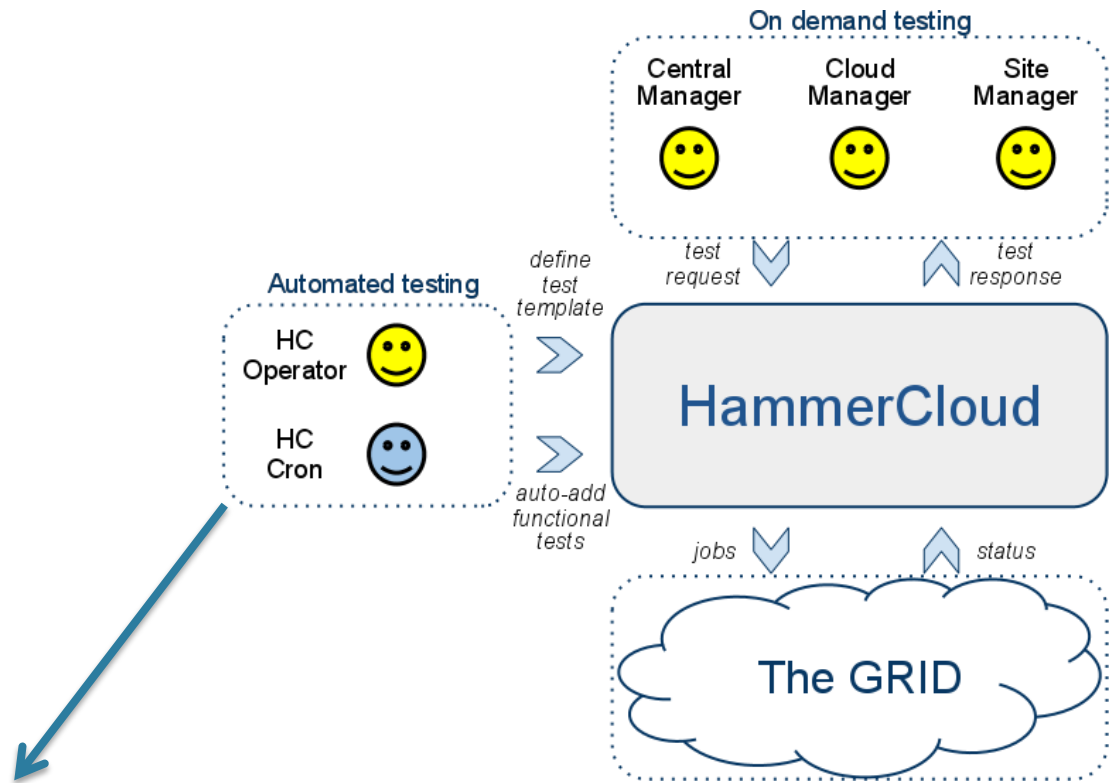 On demand testing
Central
Manager
Cloud
Manager
Site
Manager
test
request
test
response
Automated testing
define
test
template
HC
Operator
HC
Cron
auto-add
functional
tests
HammerCloud
jobs
status
The GRID